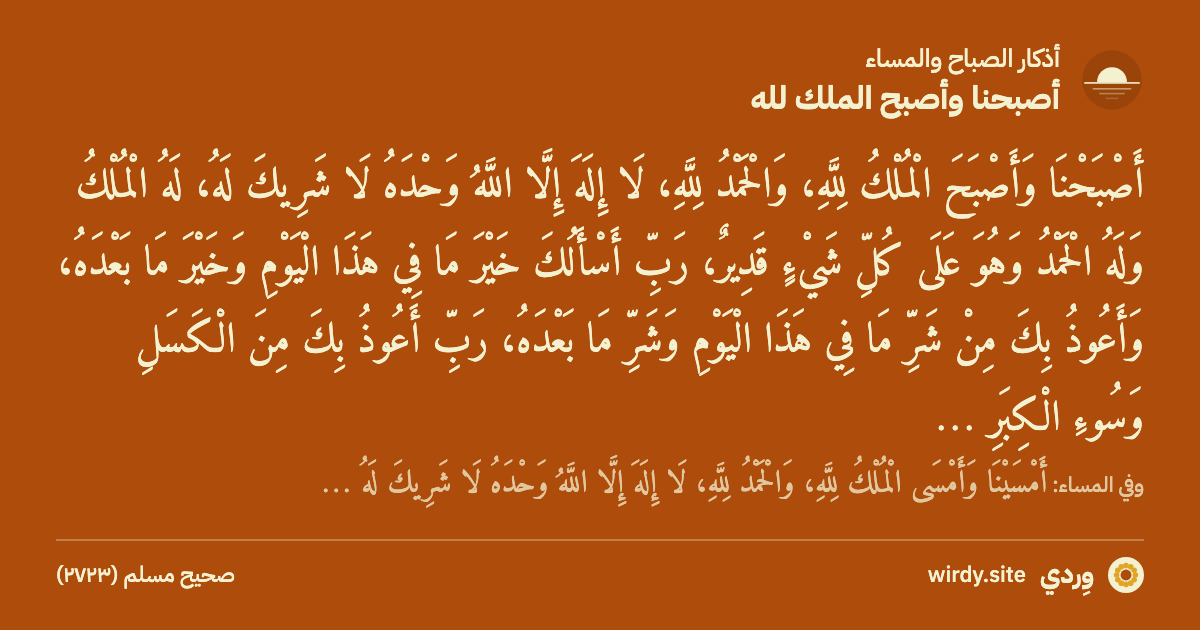 أذكار الصباح والمساء
أصبحنا وأصبح الملك لله
أَصْبَحْنَا وَأَصْبَحَ الْمُلْكُ لِلَّهِ، وَالْحَمْدُ لِلَّهِ، لَا إِلَهَ إِلَّا اللَّهُ وَحْدَهُ لَا شَرِيكَ لَهُ، لَهُ الْمُلْكُ
وَلَهُ الْحَمْدُ وَهُوَ عَلَى كُلِّ شَيْءٍ قَدِيرٌ، رَبِّ أَسْأَلُكَ خَيْرَ مَا فِي هَذَا الْيَوْمِ وَخَيْرَ مَا بَعْدَهُ،
وَأَعُوذُ بِكَ مِنْ شَرِّ مَا فِي هَذَا الْيَوْمِ وَشَرِّ مَا بَعْدَهُ، رَبِّ أَعُوذُ بِكَ مِنَ الْكَسَلِ
وَسُوءِ الْكِبَرِ ...
وفي المساء: أَمْسَيْنَا وَأَمْسَى الْمُلْكُ لِلَّهِ، وَالْحَمْدُ لِلَّهِ، لَا إِلَهَ إِلَّا اللَّهُ وَحْدَهُ لَا شَرِيكَ لَهُ ...
وِردي wirdy.site
صحيح مسلم (٢٧٢٣)